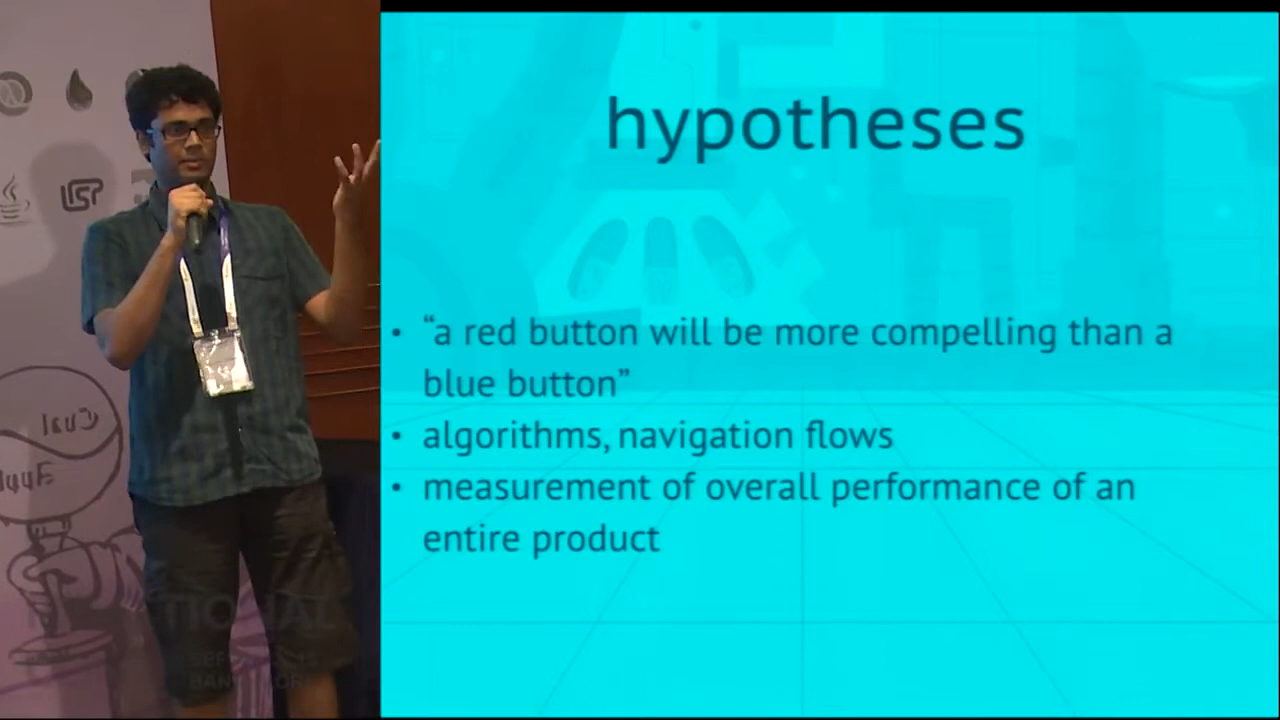 hypotheses
• “a red button will be more compelling than a
blue button”
• algorithms, navigation flows
• measurement of overall performance of an
entire product